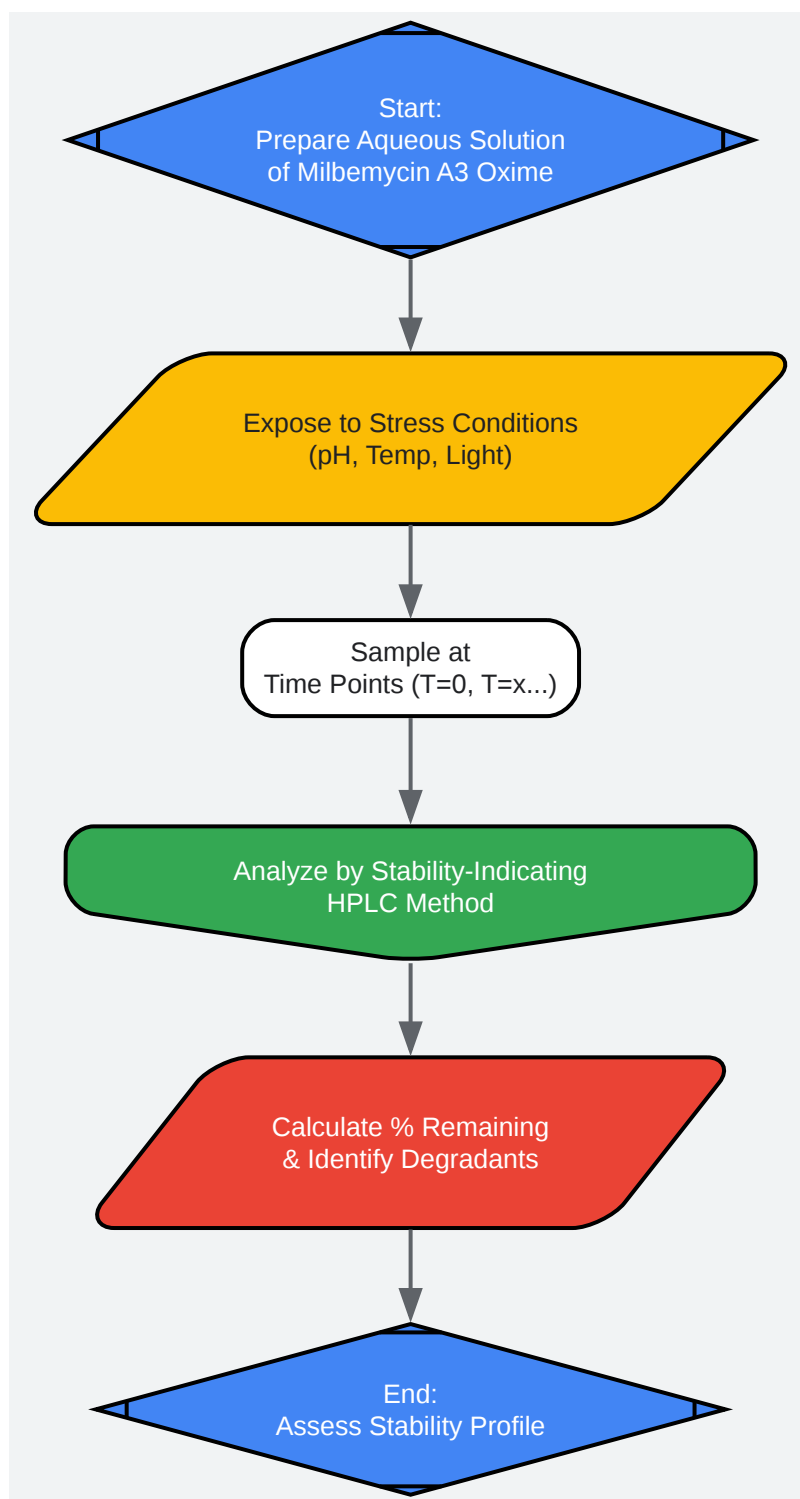 Start:
Prepare Aqueous Solution
of Milbemycin A3 Oxime
Expose to Stress Conditions
(pH, Temp, Light)
Sample at
Time Points (T=0, T=x...)
Analyze by Stability-Indicating
HPLC Method
Calculate % Remaining
& Identify Degradants
End:
Assess Stability Profile